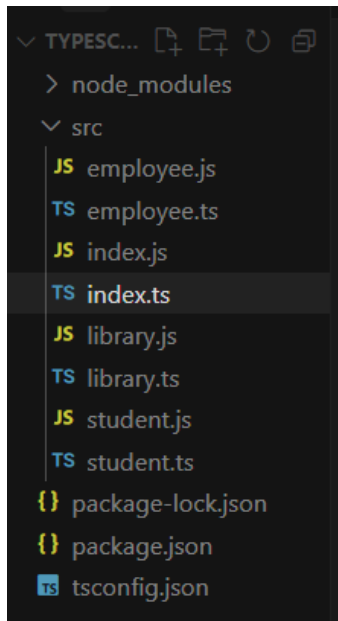 TYPESC...
node_modules
src
JS employee.js
TS employee.ts
JS index.js
TS index.ts
JS library.js
TS library.ts
JS student.js
TS student.ts
{} package-lock.json
{} package.json
TS tsconfig.json